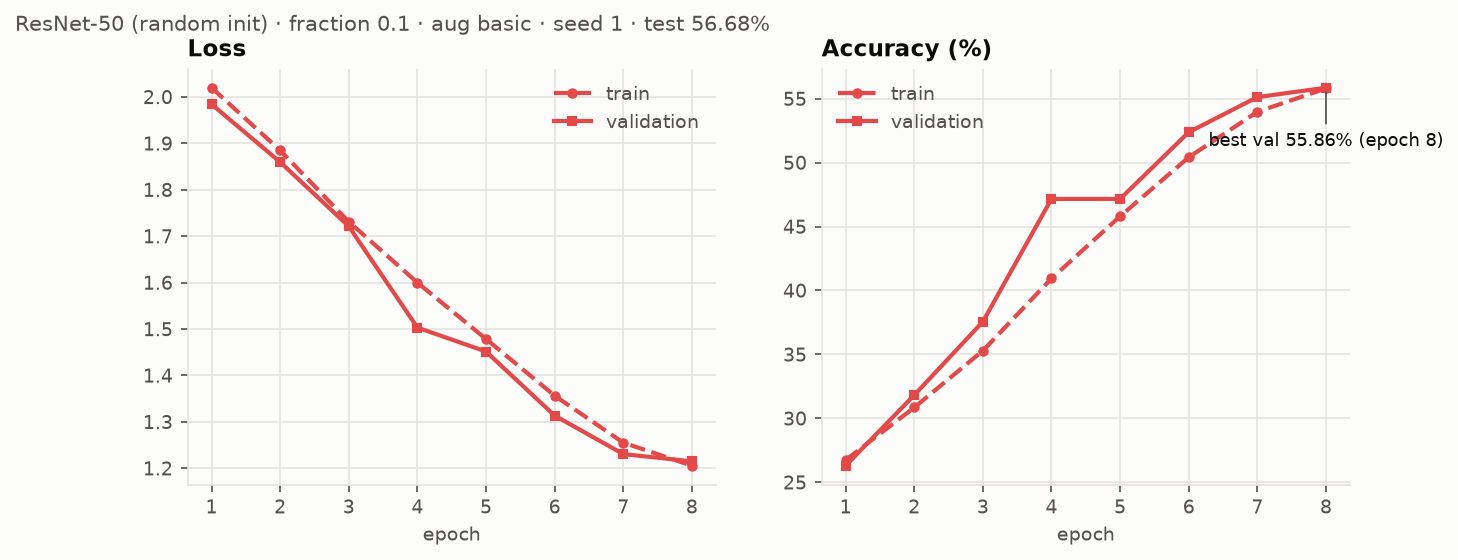 ResNet-50 (random init) · fraction 0.1 · aug basic · seed 1 · test 56.68%
Loss
train
validation
2.0
1.9
1.8
1.7
1.6
1.5
1.4
1.3
1.2
1 2 3 4 5 6 7 8
epoch
Accuracy (%)
train
validation
best val 55.86% (epoch 8)
55
50
45
40
35
30
25
1 2 3 4 5 6 7 8
epoch